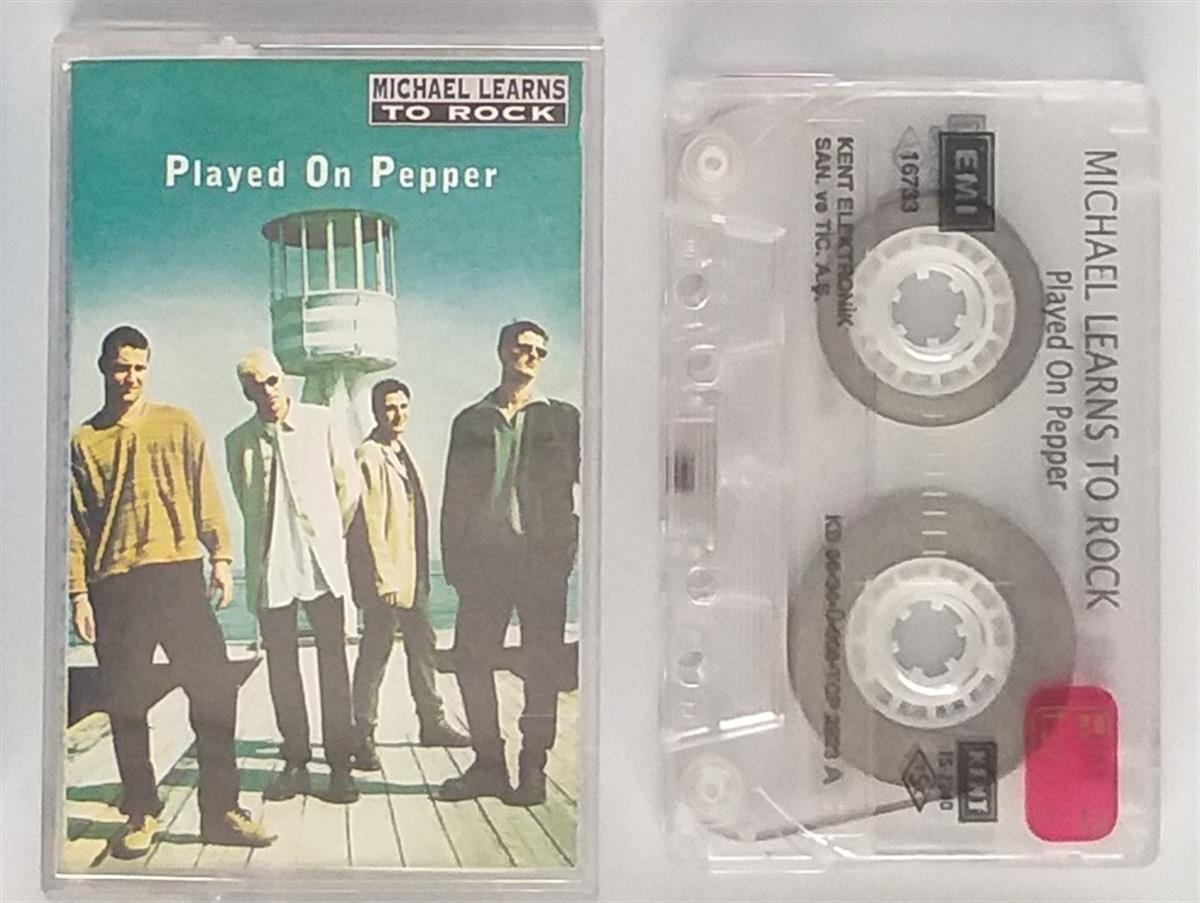 MICHAEL LEARNS
TO ROCK
Played On Pepper
MICHAEL LEARNS TO ROCK
Played On Pepper
EMI
16733
KENT ELEKTRONİK
SAN. ve TİC. A.Ş.
KENT